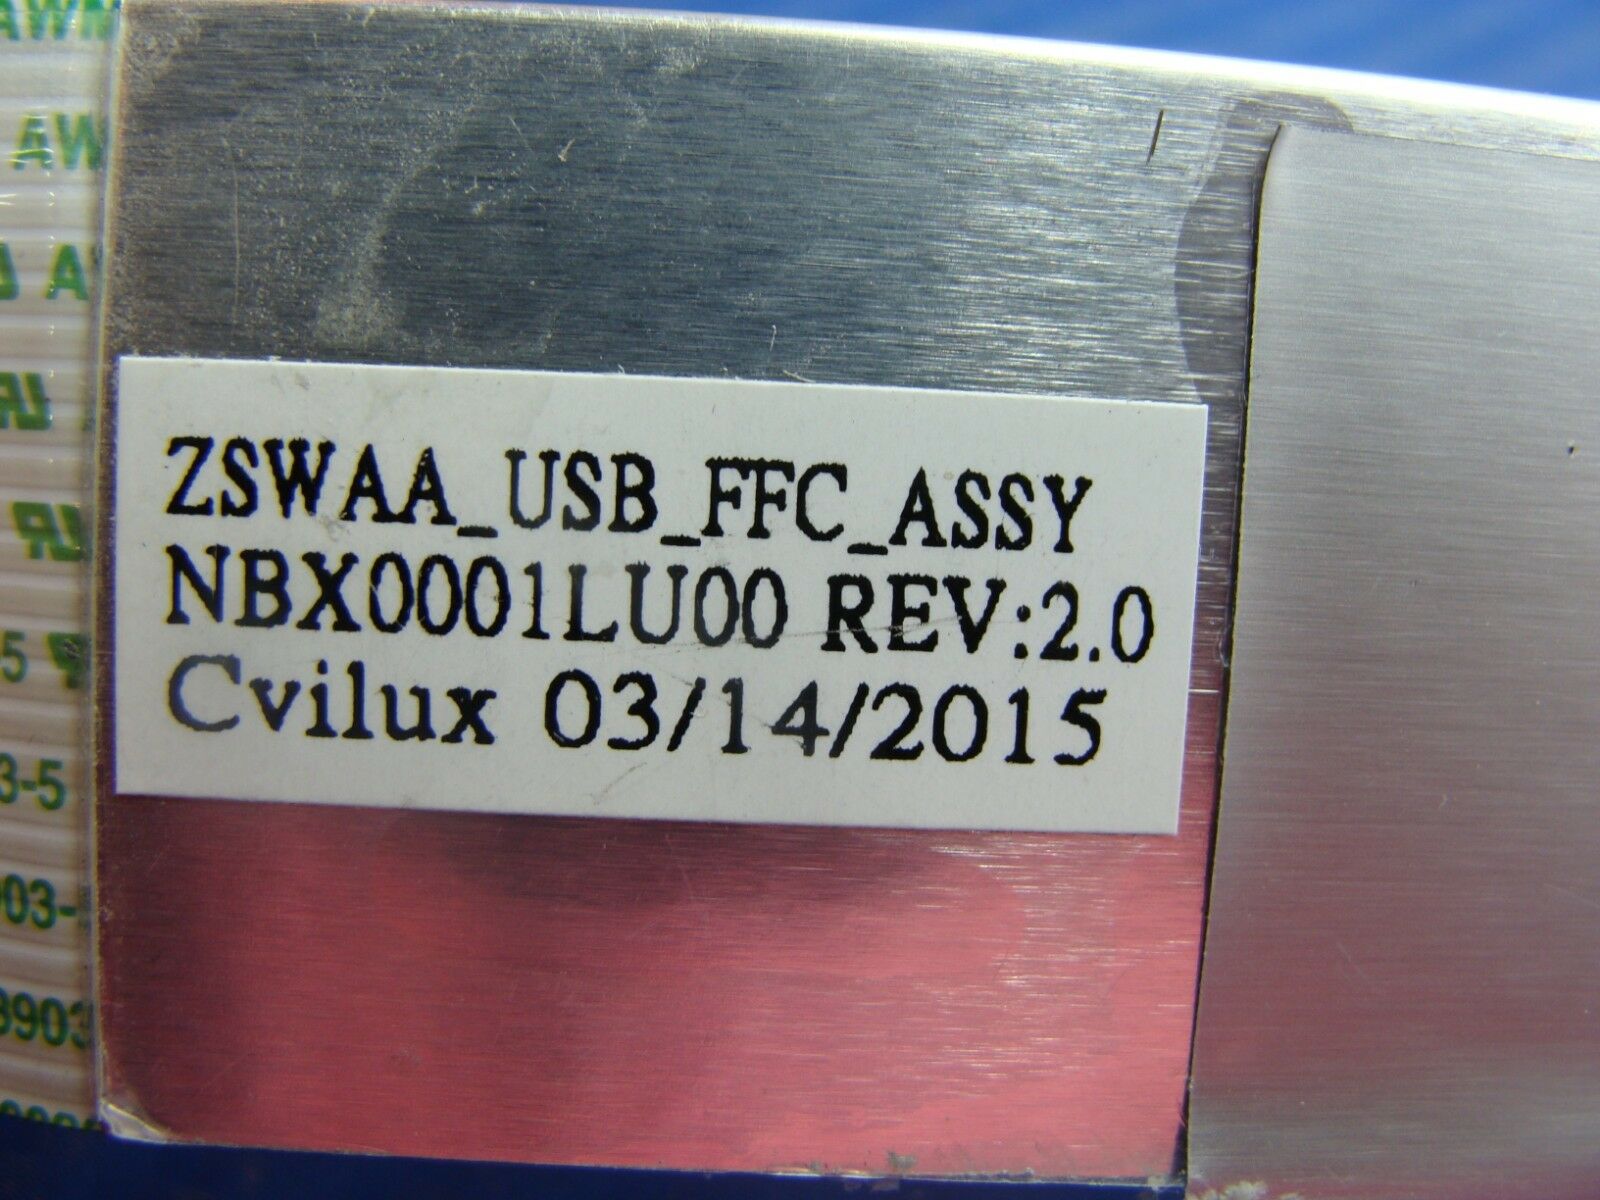 ZSWAA_USB_FFC_ASSY
NBX0001LU00 REV:2.0
Cvilux 03/14/2015